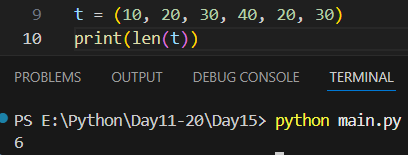 9 t = (10, 20, 30, 40, 20, 30)
10 print(len(t))
PROBLEMS OUTPUT DEBUG CONSOLE TERMINAL
PS E:\Python\Day11-20\Day15> python main.py
6